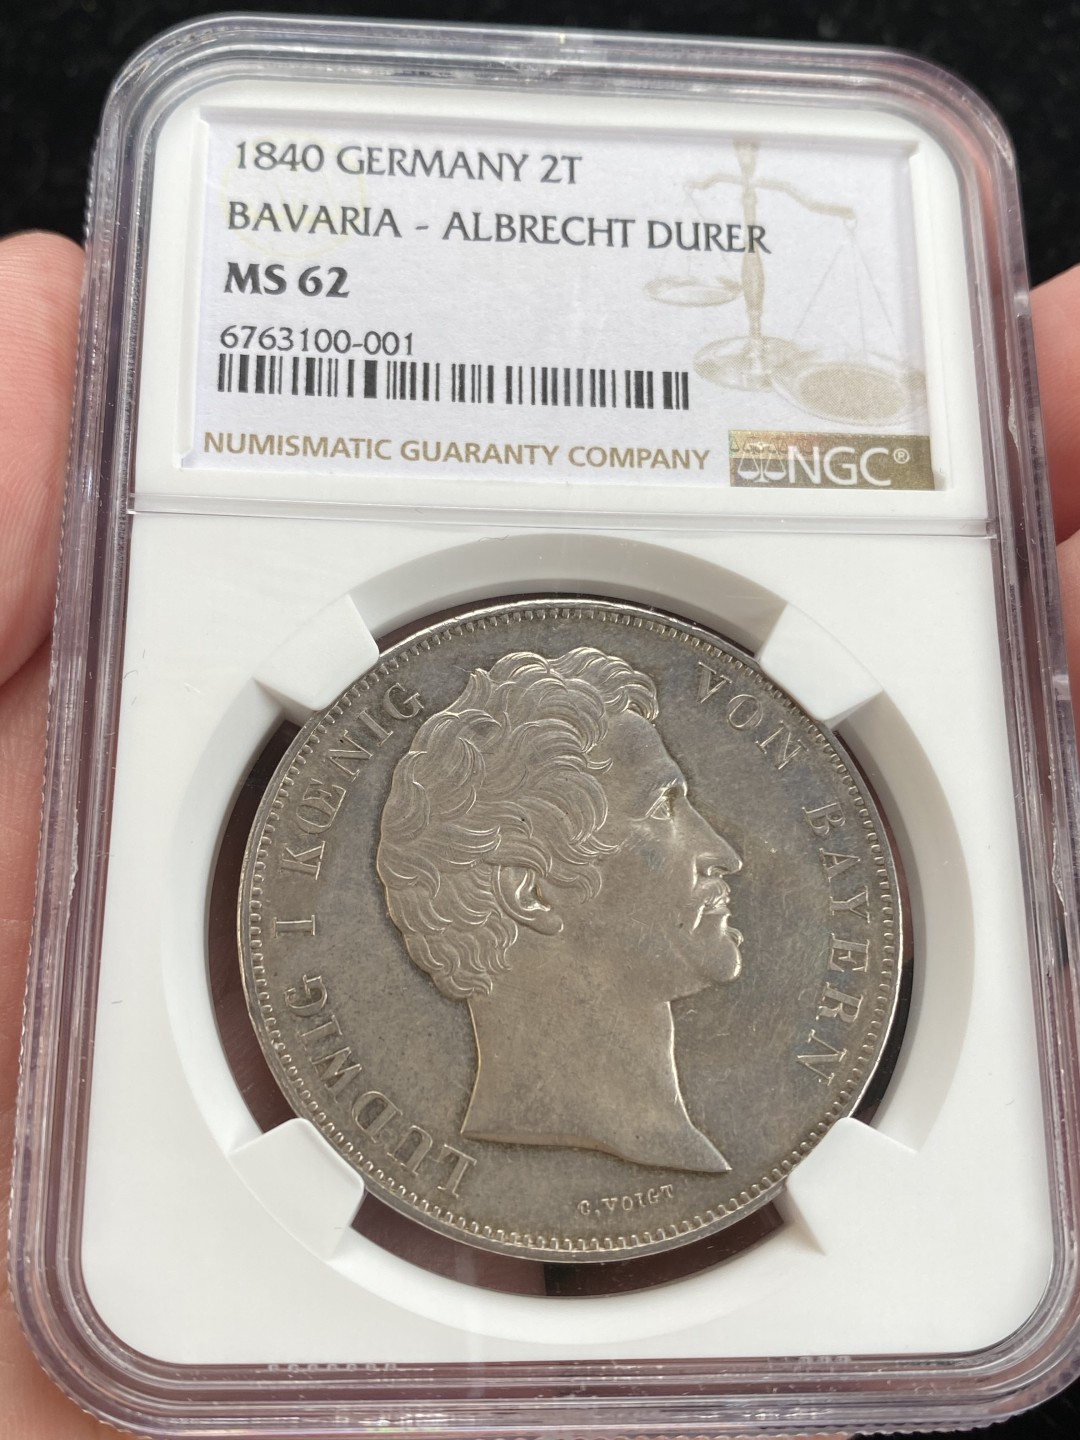 1840 GERMANY 2T
BAVARIA - ALBRECHT DURER
MS 62
6763100-001
NUMISMATIC GUARANTY COMPANY
NGC®
LUDWIG I KŒNIG VON BAYERN
C. VOIGT